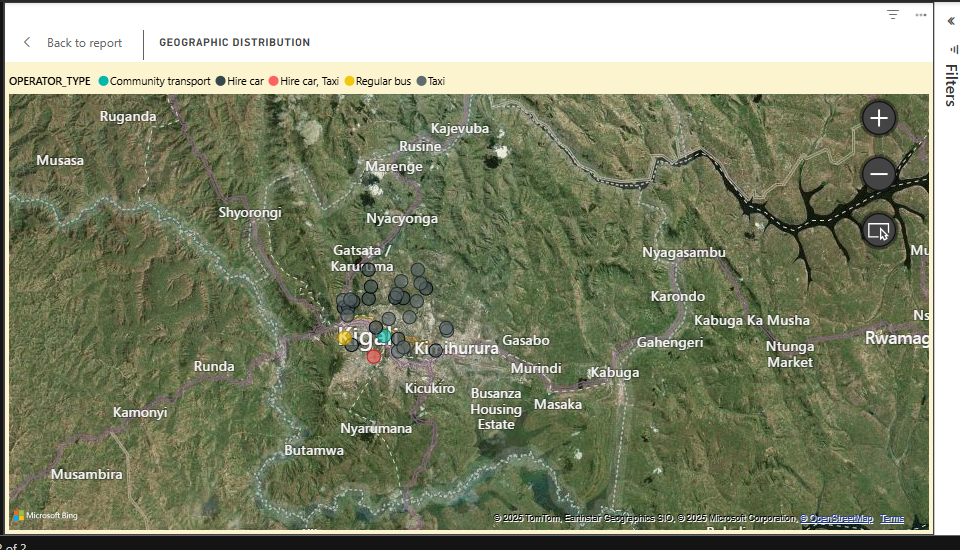 Back to report
GEOGRAPHIC DISTRIBUTION
OPERATOR_TYPE Community transport Hire car Hire car, Taxi Regular bus Taxi
Filters
Ruganda
Kajevuba
Rusine
Musasa
Marenge
Shyorongi
Nyacyonga
Gatsata /
Karuruma
Nyagasambu
Mu
Karondo
Kabuga Ka Musha
Ns
Kigali
Kimihurura
Gasabo
Gahengeri
Ntunga
Market
Rwamag
Runda
Murindi
Kabuga
Kicukiro
Busanza
Housing
Estate
Masaka
Kamonyi
Nyarumana
Butamwa
Musambira
Microsoft Bing
© 2025 TomTom, Earthstar Geographics SIO, © 2025 Microsoft Corporation, © OpenStreetMap Terms
of 2